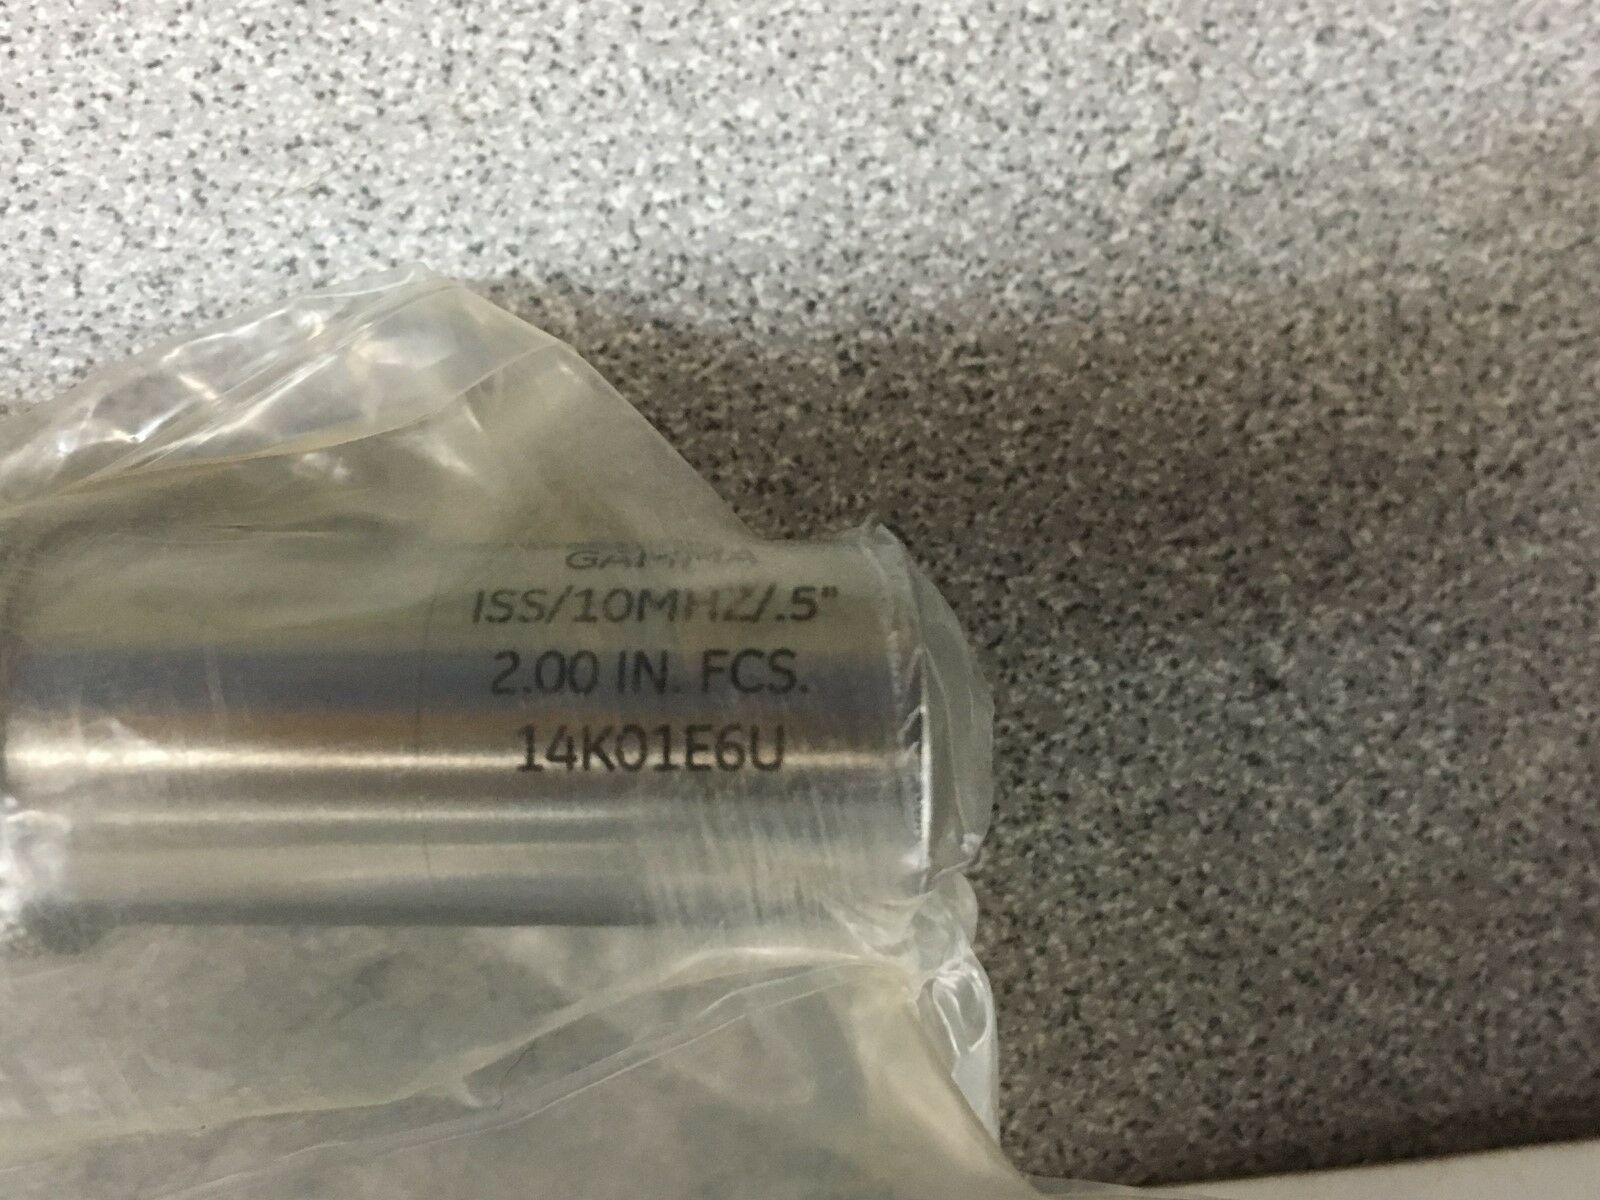 GAMMA
ISS/10MHZ/.5"
2.00 IN. FCS.
14K01E6U